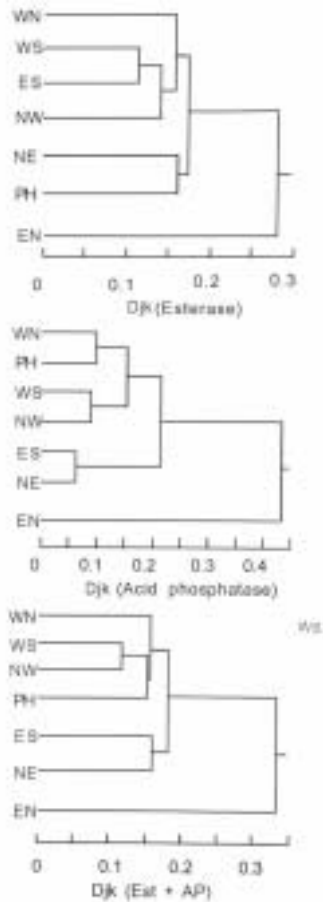 WN
WS
ES
NW
NE
PH
EN
0 0.1 0.2 0.3
Djk (Esterase)
WN
PH
WS
NW
ES
NE
EN
0 0.1 0.2 0.3 0.4
Djk (Acid phosphatase)
WN
WS
NW
PH
ES
NE
EN
WS
0 0.1 0.2 0.3
Djk (Est + AP)